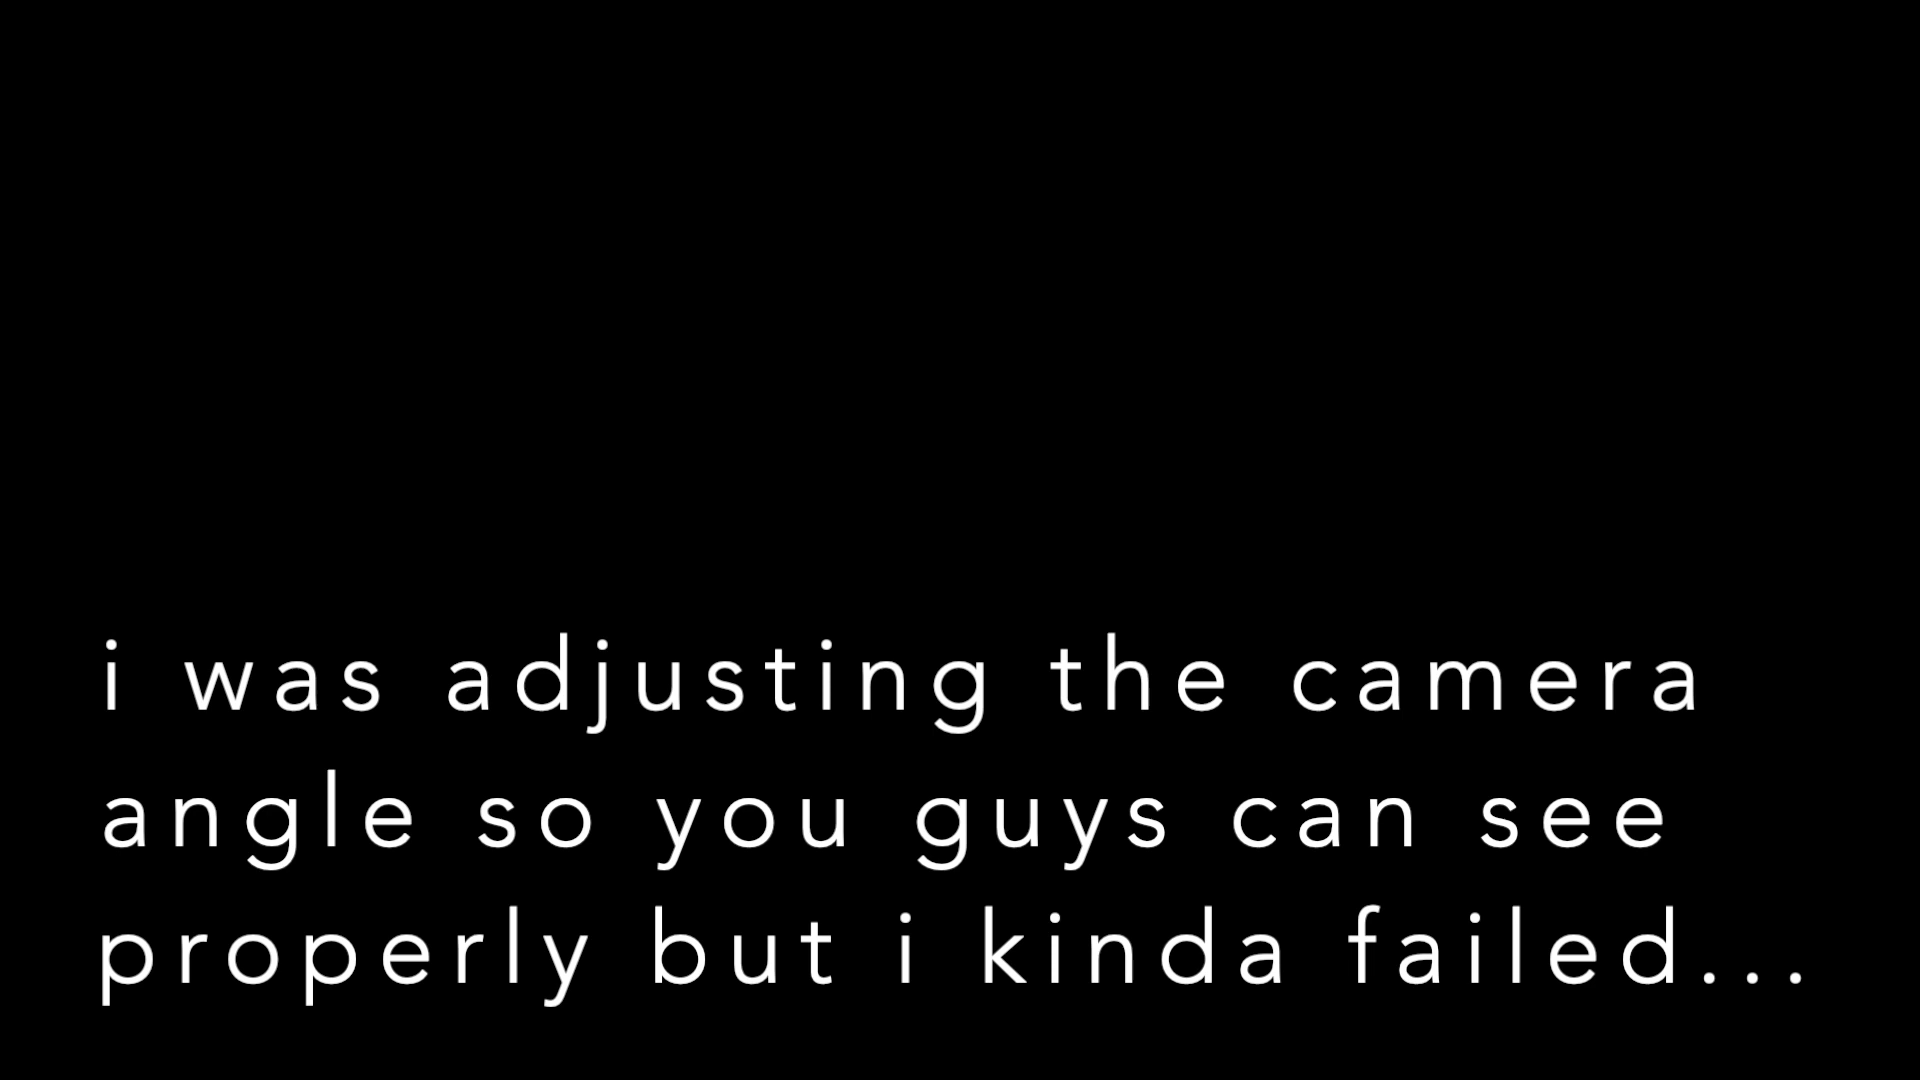 i was adjusting the camera
angle so you guys can see
properly but i kinda failed...